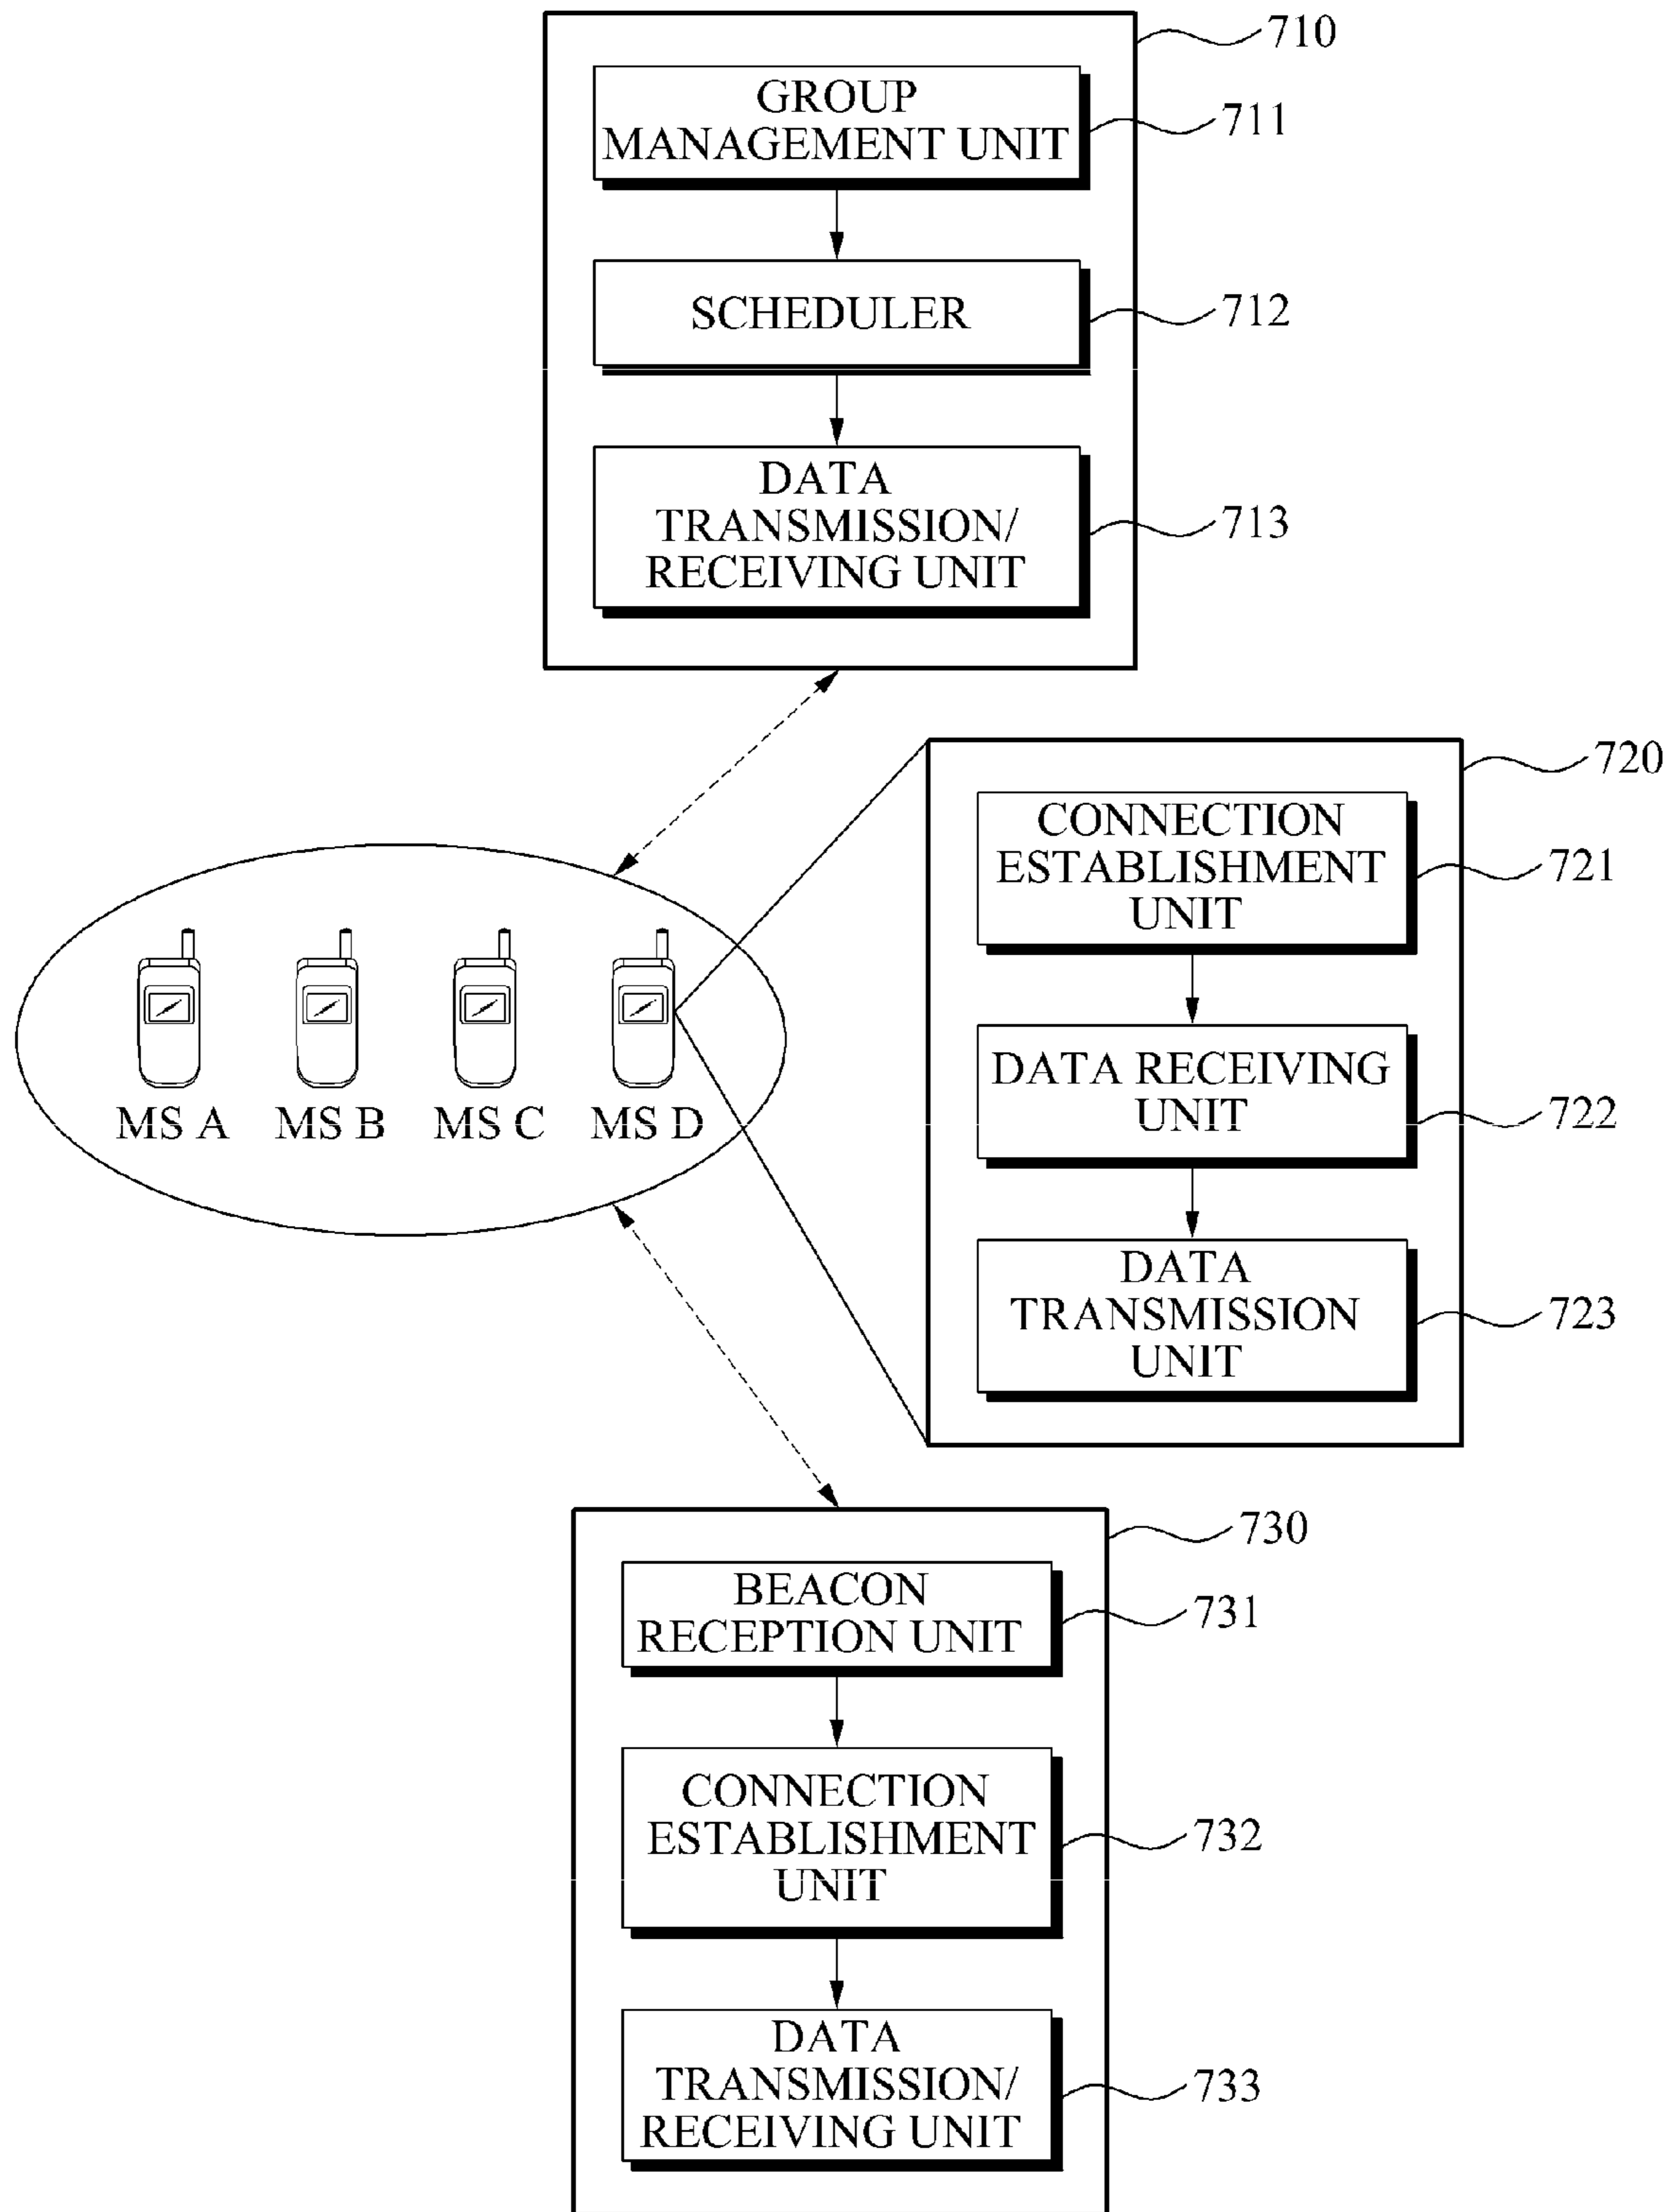 710
GROUP
MANAGEMENT UNIT
711
SCHEDULER
712
DATA
TRANSMISSION/
RECEIVING UNIT
713
720
CONNECTION
ESTABLISHMENT
UNIT
721
DATA RECEIVING
UNIT
722
DATA
TRANSMISSION
UNIT
723
MS A
MS B
MS C
MS D
730
BEACON
RECEPTION UNIT
731
CONNECTION
ESTABLISHMENT
UNIT
732
DATA
TRANSMISSION/
RECEIVING UNIT
733